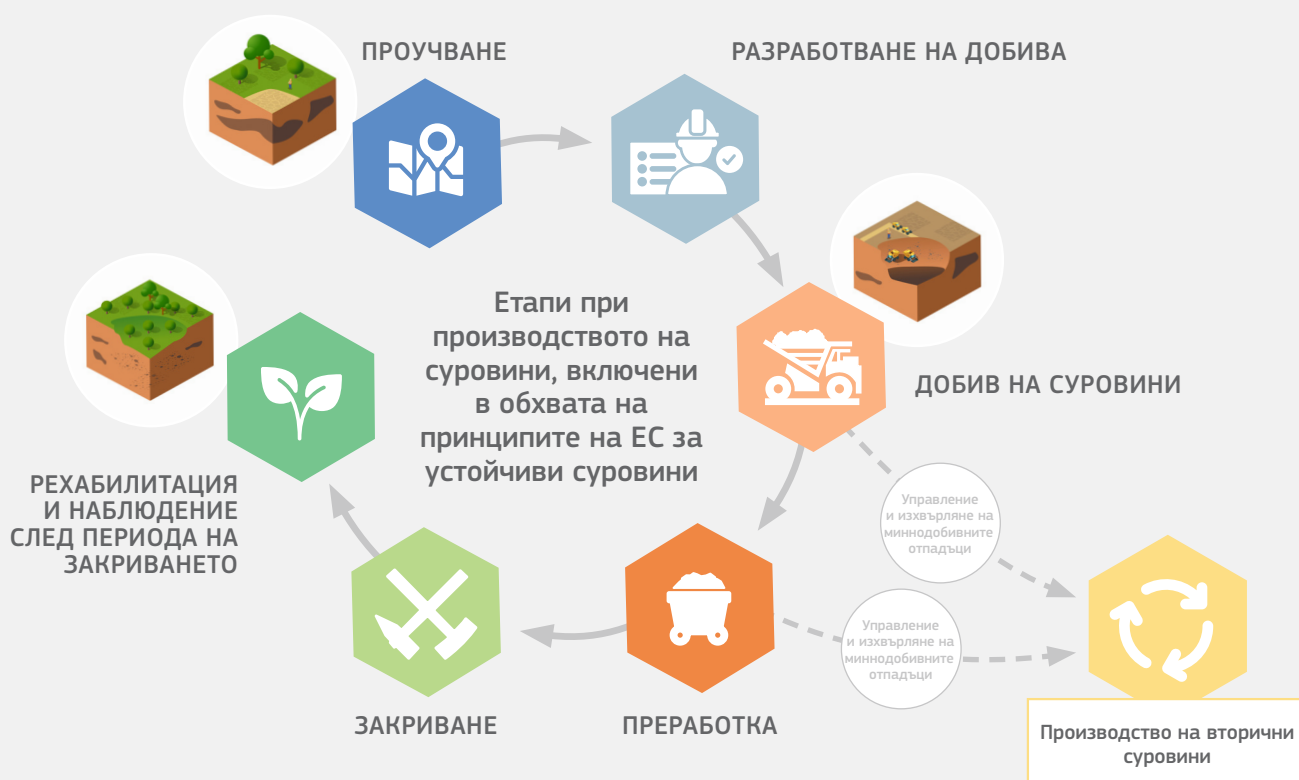 ПРОУЧВАНЕ
РАЗРАБОТВАНЕ НА ДОБИВА
Етапи при
производството на
суровини, включени
в обхвата на
принципите на ЕС за
устойчиви суровини
ДОБИВ НА СУРОВИНИ
РЕХАБИЛИТАЦИЯ
И НАБЛЮДЕНИЕ
СЛЕД ПЕРИОДА НА
ЗАКРИВАНЕТО
Управление
и изхвърляне на
миннодобивните
отпадъци
Управление
и изхвърляне на
миннодобивните
отпадъци
ЗАКРИВАНЕ
ПРЕРАБОТКА
Производство на вторични
суровини